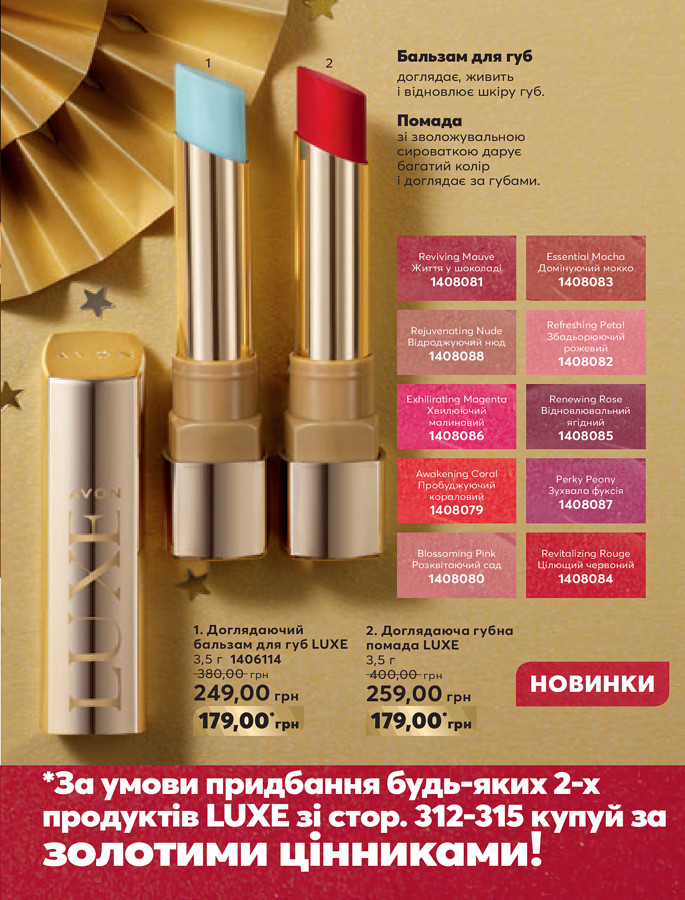 1
2
Бальзам для губ
доглядає, живить
і відновлює шкіру губ.
Помада
зі зволожувальною
сироваткою дарує
багатий колір
і доглядає за губами.
Reviving Mauve
Життя у шоколаді
1408081
Essential Mocha
Домінуючий мокко
1408083
Rejuvenating Nude
Відроджуючий нюд
1408088
Refreshing Petal
Збадьорюючий
рожевий
1408082
Exhilirating Magenta
Хвилюючий
малиновий
1408086
Renewing Rose
Відновлювальний
ягідний
1408085
Awakening Coral
Пробуджуючий
кораловий
1408079
Perky Peony
Зухвала фуксія
1408087
Blossoming Pink
Розквітаючий сад
1408080
Revitalizing Rouge
Цілющий червоний
1408084
AVON
AVON
LUXE
1. Доглядаючий
бальзам для губ LUXE
3,5 г 1406114
380,00 грн
249,00 грн
179,00*грн
2. Доглядаюча губна
помада LUXE
3,5 г
400,00 грн
259,00 грн
179,00*грн
НОВИНКИ
*За умови придбання будь-яких 2-х
продуктів LUXE зі стор. 312-315 купуй за
золотими цінниками!